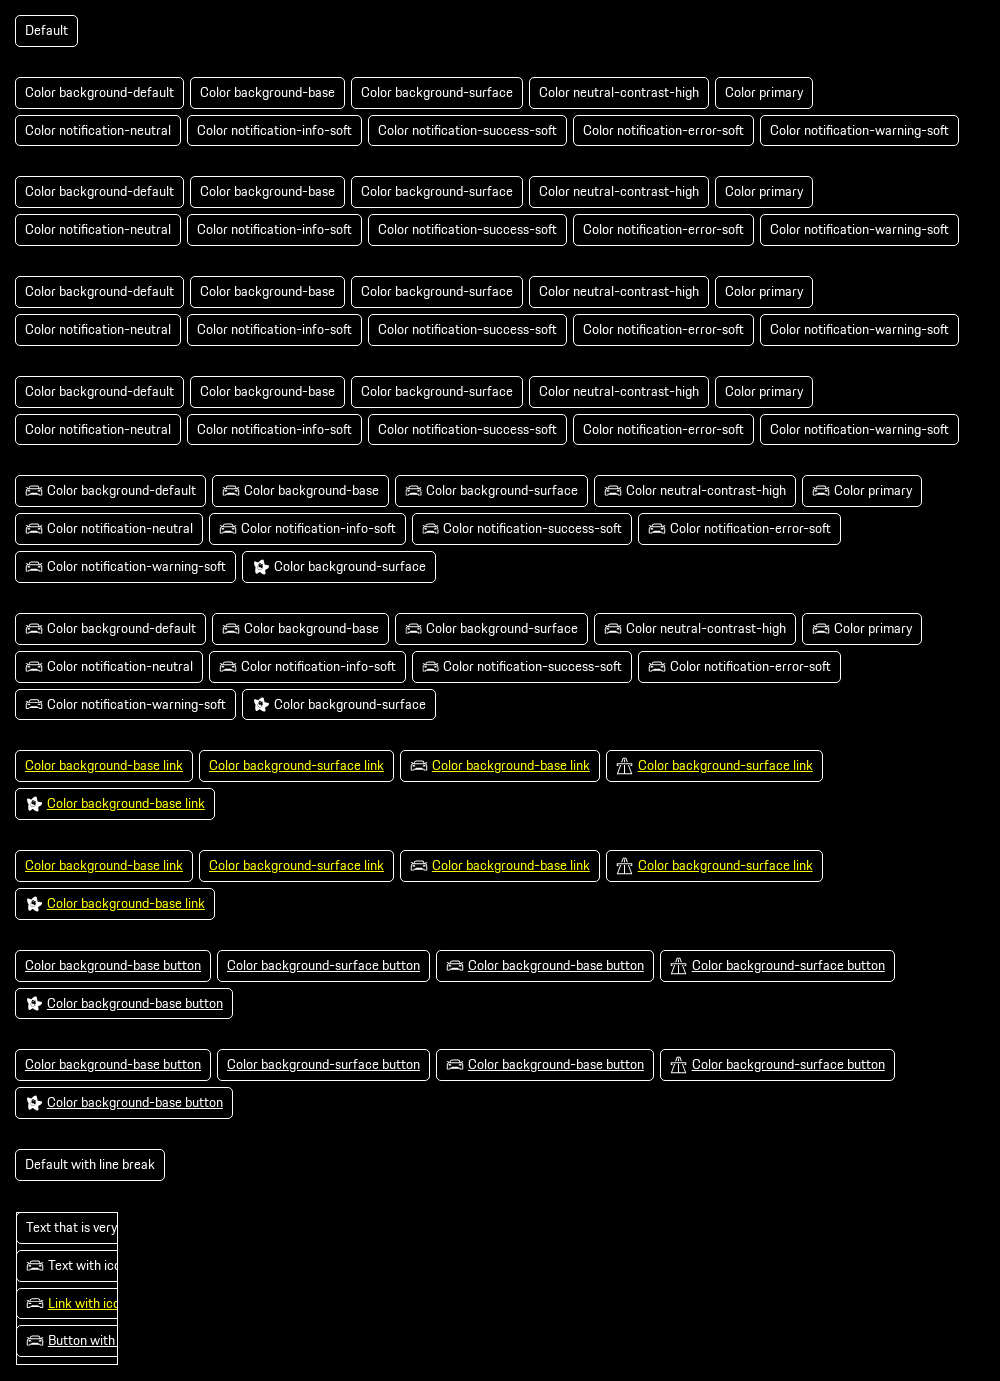 Default
Color background-default Color background-base Color background-surface Color neutral-contrast-high Color primary
Color notification-neutral Color notification-info-soft Color notification-success-soft Color notification-error-soft Color notification-warning-soft
Color background-default Color background-base Color background-surface Color neutral-contrast-high Color primary
Color notification-neutral Color notification-info-soft Color notification-success-soft Color notification-error-soft Color notification-warning-soft
Color background-default Color background-base Color background-surface Color neutral-contrast-high Color primary
Color notification-neutral Color notification-info-soft Color notification-success-soft Color notification-error-soft Color notification-warning-soft
Color background-default Color background-base Color background-surface Color neutral-contrast-high Color primary
Color notification-neutral Color notification-info-soft Color notification-success-soft Color notification-error-soft Color notification-warning-soft
Color background-default Color background-base Color background-surface Color neutral-contrast-high Color primary
Color notification-neutral Color notification-info-soft Color notification-success-soft Color notification-error-soft
Color notification-warning-soft Color background-surface
Color background-default Color background-base Color background-surface Color neutral-contrast-high Color primary
Color notification-neutral Color notification-info-soft Color notification-success-soft Color notification-error-soft
Color notification-warning-soft Color background-surface
Color background-base link Color background-surface link Color background-base link Color background-surface link
Color background-base link
Color background-base link Color background-surface link Color background-base link Color background-surface link
Color background-base link
Color background-base button Color background-surface button Color background-base button Color background-surface button
Color background-base button
Color background-base button Color background-surface button Color background-base button Color background-surface button
Color background-base button
Default with line break
Text that is very
Text with
Link with
Button with